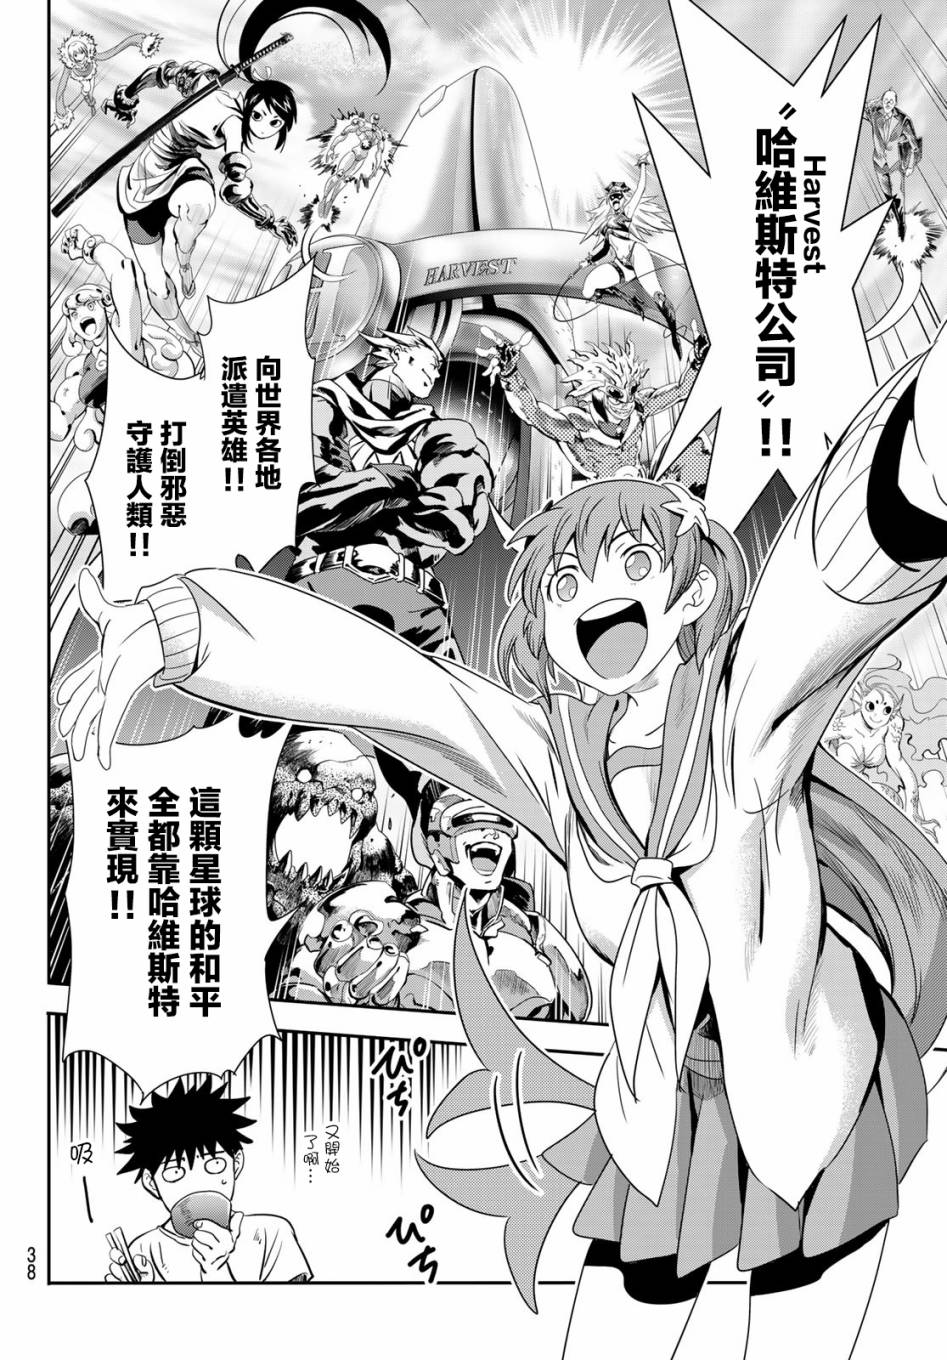 Harvest
〝哈維斯特公司〞!!
HARVEST
向世界各地
派遣英雄!!
打倒邪惡
守護人類!!
這顆星球的和平
全都靠哈維斯特
來實現!!
ぴち
ぴち
又開始
了啊…
吸—
38